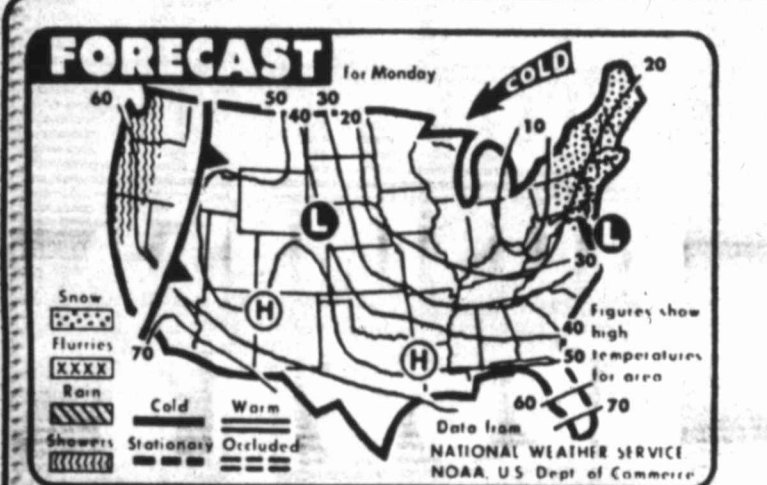 FORECAST
for Monday
COLD
20
60
50
30
40
20
10
L
L
30
H
H
Snow
Flurries
Rain
Showers
70
Cold
Warm
Stationary
Occluded
Figures show
40
high
50
temperatures
for area
60
70
Data from
NATIONAL WEATHER SERVICE
NOAA, U S Dept of Commerce